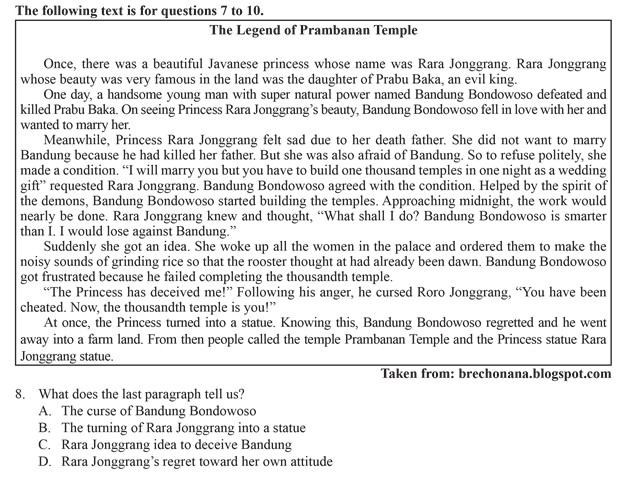 The following text is for questions 7 to 10.
The Legend of Prambanan Temple
Once, there was a beautiful Javanese princess whose name was Rara Jonggrang. Rara Jonggrang
whose beauty was very famous in the land was the daughter of Prabu Baka, an evil king.
One day, a handsome young man with super natural power named Bandung Bondowoso defeated and
killed Prabu Baka. On seeing Princess Rara Jonggrang's beauty, Bandung Bondowoso fell in love with her and
wanted to marry her.
Meanwhile, Princess Rara Jonggrang felt sad due to her death father. She did not want to marry
Bandung because he had killed her father. But she was also afraid of Bandung. So to refuse politely, she
made a condition. “I will marry you but you have to build one thousand temples in one night as a wedding
gift” requested Rara Jonggrang. Bandung Bondowoso agreed with the condition. Helped by the spirit of
the demons, Bandung Bondowoso started building the temples. Approaching midnight, the work would
nearly be done. Rara Jonggrang knew and thought, “What shall I do? Bandung Bondowoso is smarter
than I. I would lose against Bandung.”
Suddenly she got an idea. She woke up all the women in the palace and ordered them to make the
noisy sounds of grinding rice so that the rooster thought at had already been dawn. Bandung Bondowoso
got frustrated because he failed completing the thousandth temple.
“The Princess has deceived me!” Following his anger, he cursed Roro Jonggrang, “You have been
cheated. Now, the thousandth temple is you!”
At once, the Princess turned into a statue. Knowing this, Bandung Bondowoso regretted and he went
away into a farm land. From then people called the temple Prambanan Temple and the Princess statue Rara
Jonggrang statue.
Taken from: brechonana.blogspot.com
8. What does the last paragraph tell us?
A. The curse of Bandung Bondowoso
B. The turning of Rara Jonggrang into a statue
C. Rara Jonggrang idea to deceive Bandung
D. Rara Jonggrang's regret toward her own attitude